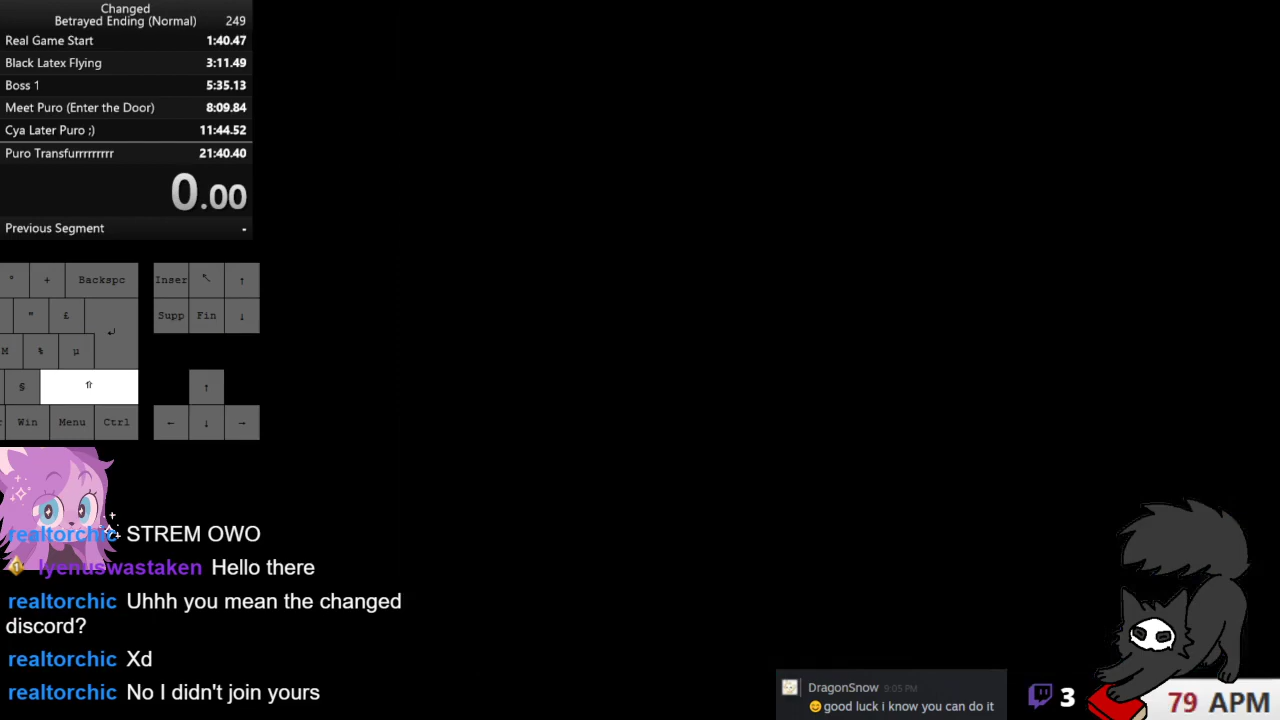 Changed
Betrayed Ending (Normal) 249
Real Game Start 1:40.47
Black Latex Flying 3:11.49
Boss 1 5:35.13
Meet Puro (Enter the Door) 8:09.84
Cya Later Puro ;) 11:44.52
Puro Transfurrrrrrrrr 21:40.40
0.00
Previous Segment -
° + Backspc Inser ↖ ↑
" £ ↵ Supp Fin ↓
M % µ
§ ⇧ ↑
Win Menu Ctrl ← ↓ →
realtorchic STREM OWO
lyenuswastaken Hello there
realtorchic Uhhh you mean the changed
discord?
realtorchic Xd
realtorchic No I didn't join yours
DragonSnow 9:05 PM
😊good luck i know you can do it
3
79 APM